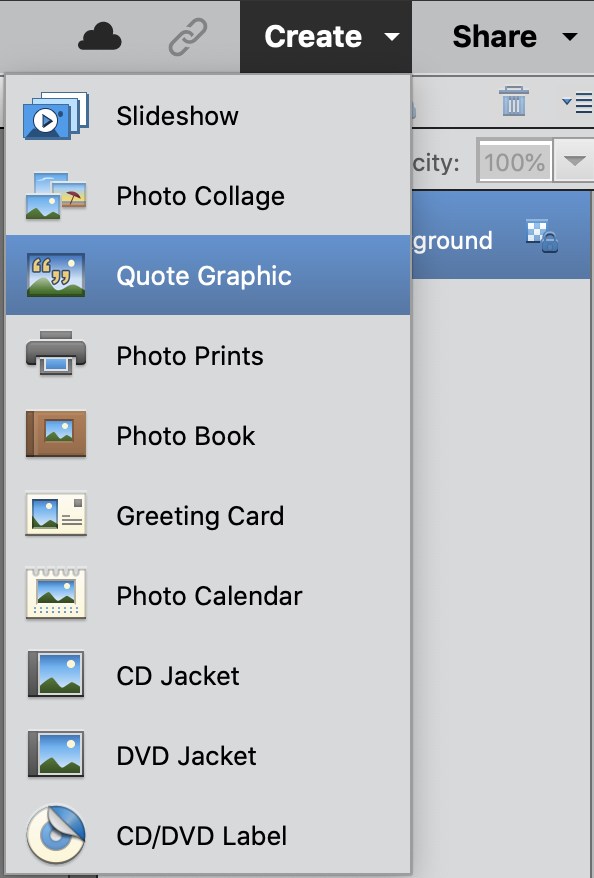 Create
Share
Slideshow
city:
100%
Photo Collage
ground
Quote Graphic
Photo Prints
Photo Book
Greeting Card
Photo Calendar
CD Jacket
DVD Jacket
CD/DVD Label